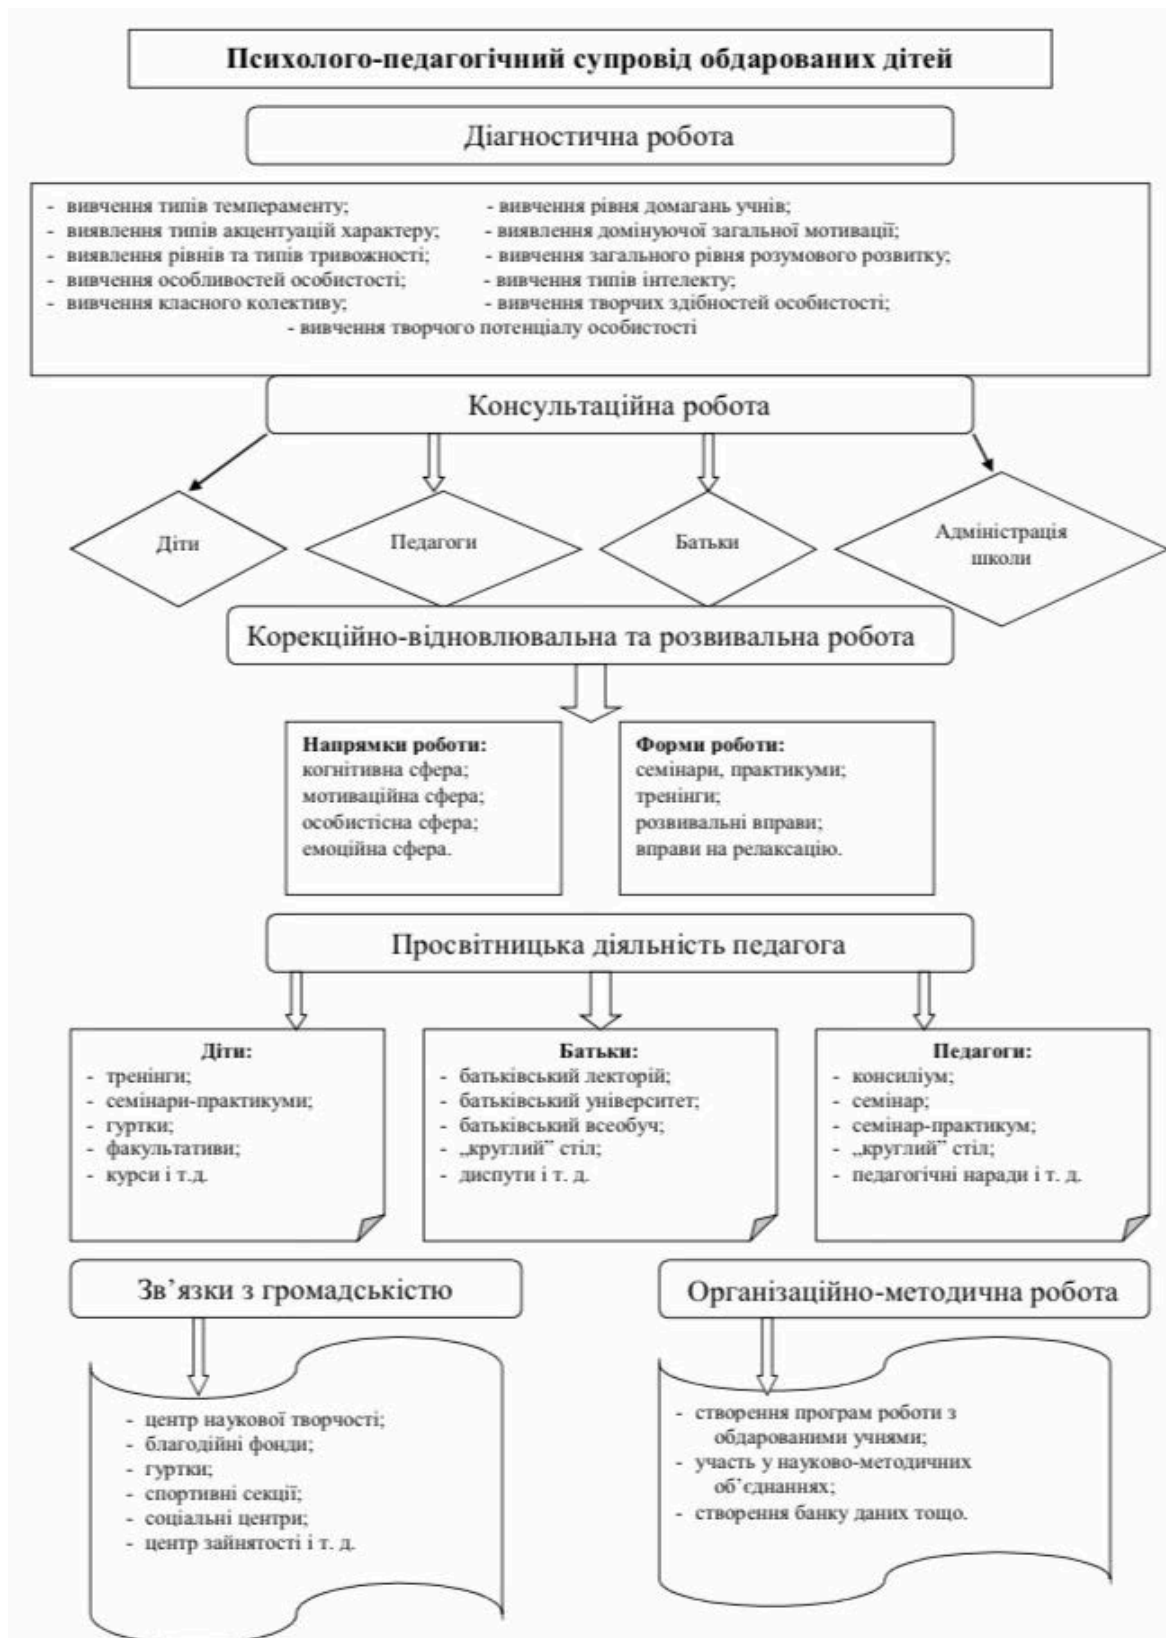 Психолого-педагогічний супровід обдарованих дітей
Діагностична робота
- вивчення типів темпераменту; - вивчення рівня домагань учнів;
- виявлення типів акцентуацій характеру; - виявлення домінуючої загальної мотивації;
- виявлення рівнів та типів тривожності; - вивчення загального рівня розумового розвитку;
- вивчення особливостей особистості; - вивчення типів інтелекту;
- вивчення класного колективу; - вивчення творчих здібностей особистості;
- вивчення творчого потенціалу особистості
Консультаційна робота
Діти
Педагоги
Батьки
Адміністрація
школи
Корекційно-відновлювальна та розвивальна робота
Напрямки роботи:
когнітивна сфера;
мотиваційна сфера;
особистісна сфера;
емоційна сфера.
Форми роботи:
семінари, практикуми;
тренінги;
розвивальні вправи;
вправи на релаксацію.
Просвітницька діяльність педагога
Діти:
- тренінги;
- семінари-практикуми;
- гуртки;
- факультативи;
- курси і т.д.
Батьки:
- батьківський лекторій;
- батьківський університет;
- батьківський всеобуч;
- „круглий” стіл;
- диспути і т. д.
Педагоги:
- консиліум;
- семінар;
- семінар-практикум;
- „круглий” стіл;
- педагогічні наради і т. д.
Зв’язки з громадськістю
- центр наукової творчості;
- благодійні фонди;
- гуртки;
- спортивні секції;
- соціальні центри;
- центр зайнятості і т. д.
Організаційно-методична робота
- створення програм роботи з
обдарованими учнями;
- участь у науково-методичних
об’єднаннях;
- створення банку даних тощо.